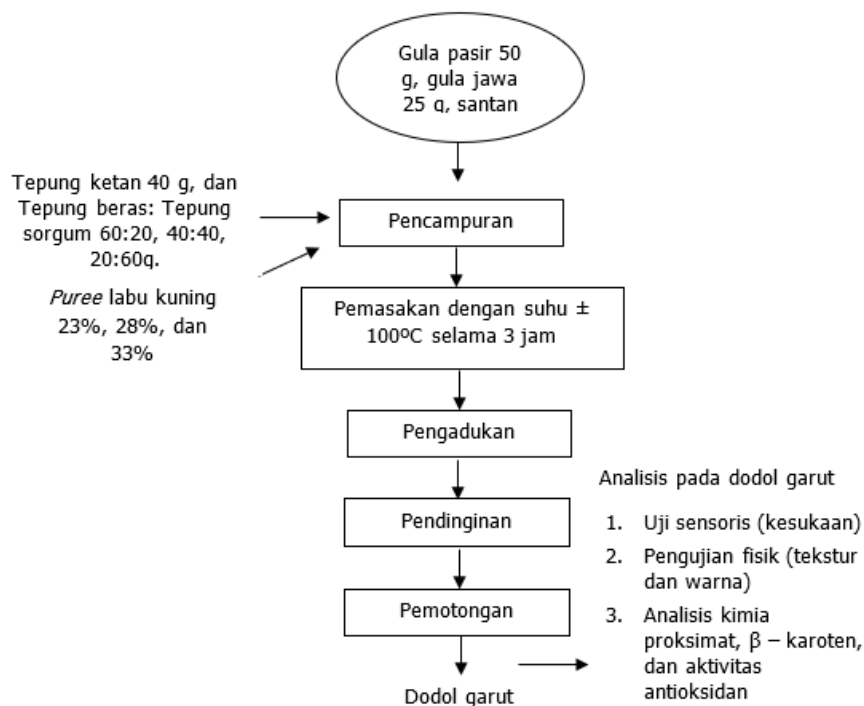 Gula pasir 50
g, gula jawa
25 g, santan
Tepung ketan 40 g, dan
Tepung beras: Tepung
sorgum 60:20, 40:40,
20:60g.
Pencampuran
Puree labu kuning
23%, 28%, dan
33%
Pemasakan dengan suhu ±
100ºC selama 3 jam
Pengadukan
Pendinginan
Pemotongan
Dodol garut
Analisis pada dodol garut
1. Uji sensoris (kesukaan)
2. Pengujian fisik (tekstur
dan warna)
3. Analisis kimia
proksimat, β – karoten,
dan aktivitas
antioksidan